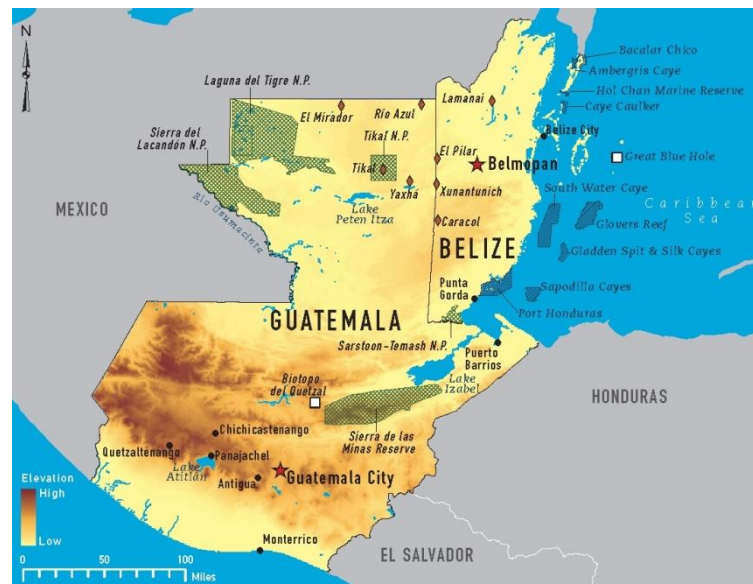 N
Bacalar Chico
Ambergris Caye
Laguna del Tigre N.P.
Hol Chan Marine Reserve
Lamanai
Caye Caulker
El Mirador
Río Azul
Sierra del
Lacandón N.P.
Tikal N.P.
Belize City
El Pilar
Belmopan
Great Blue Hole
Tikal
Yaxhá
Xunantunich
South Water Caye
Caribbean
Sea
MEXICO
Río Usumacinta
Lake
Peten Itza
Caracol
Glovers Reef
BELIZE
Gladden Spit & Silk Cayes
Punta
Gorda
Sapodilla Cayes
GUATEMALA
Port Honduras
Sarstoon-Temash N.P.
Puerto
Barrios
Lake
Izabel
Biotopo
del Quetzal
HONDURAS
Chichicastenango
Sierra de las
Minas Reserve
Quetzaltenango
Panajachel
Lake
Atitlán
Antigua
Guatemala City
Elevation
High
Low
Monterrico
0
50
100
Miles
EL SALVADOR